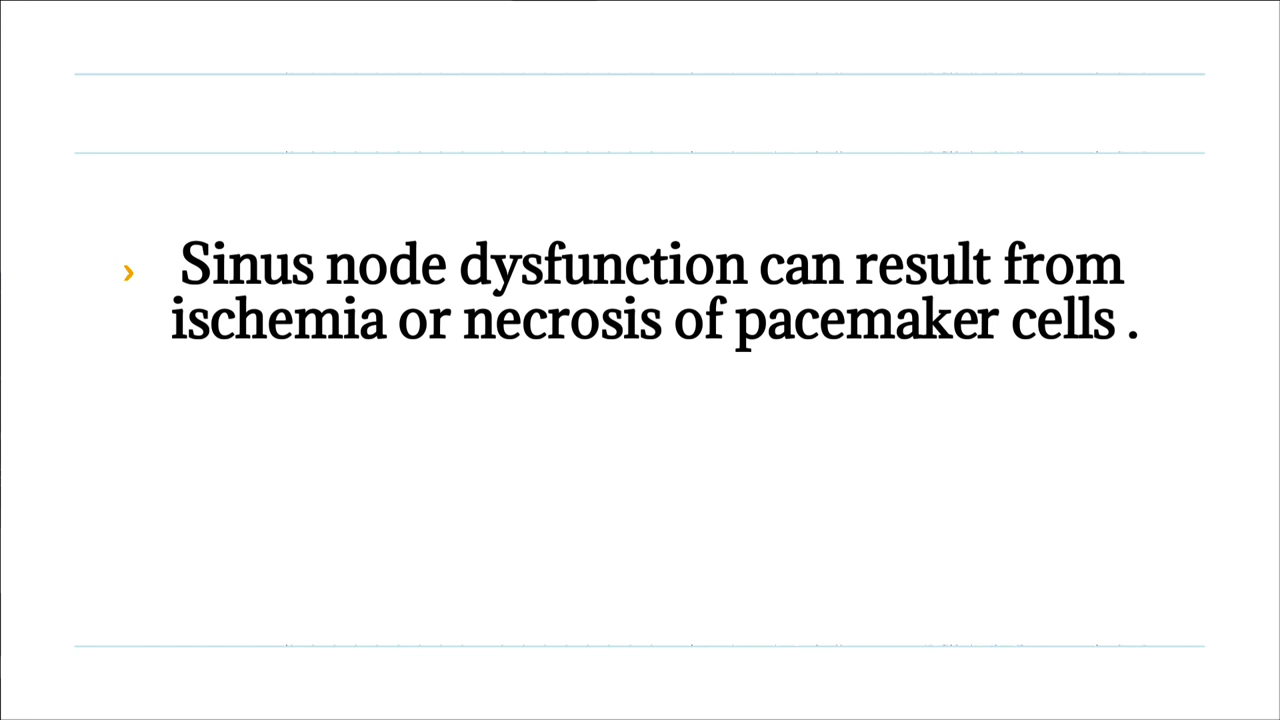 › Sinus node dysfunction can result from
ischemia or necrosis of pacemaker cells .